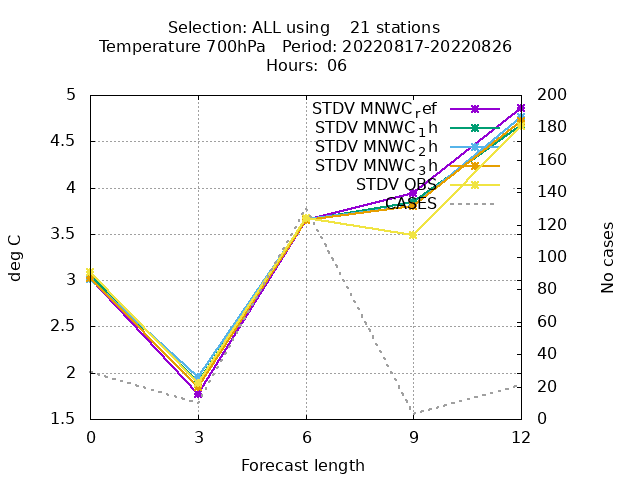 Selection: ALL using    21 stations
Temperature 700hPa   Period: 20220817-20220826
Hours: 06
STDV MNWC_ref
STDV MNWC_1h
STDV MNWC_2h
STDV MNWC_3h
STDV OBS
CASES
5
4.5
4
3.5
3
2.5
2
1.5
deg C
200
180
160
140
120
100
80
60
40
20
0
No cases
0 3 6 9 12
Forecast length